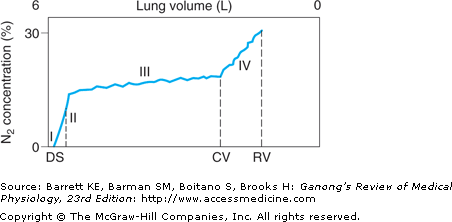 6 Lung volume (L) 0
N₂ concentration (%)
30
0
I
II
III
IV
DS CV RV
Source: Barrett KE, Barman SM, Boitano S, Brooks H: Ganong's Review of Medical
Physiology, 23rd Edition: http://www.accessmedicine.com
Copyright © The McGraw-Hill Companies, Inc. All rights reserved.